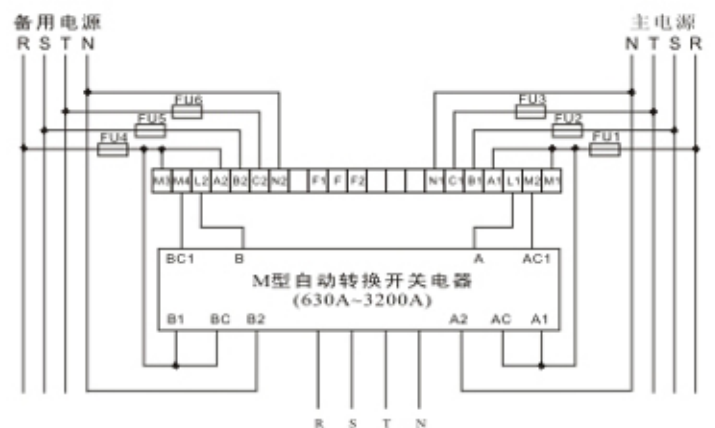 备用电源 主电源
R S T N N T S R
FU6 FU3
FU5 FU2
FU4 FU1
M3 M4 L2 A2 B2 C2 N2 F1 F F2 N1 C1 B1 A1 L1 M2 M1
BC1 B A AC1
M型自动转换开关电器
(630A~3200A)
B1 BC B2 A2 AC A1
R S T N